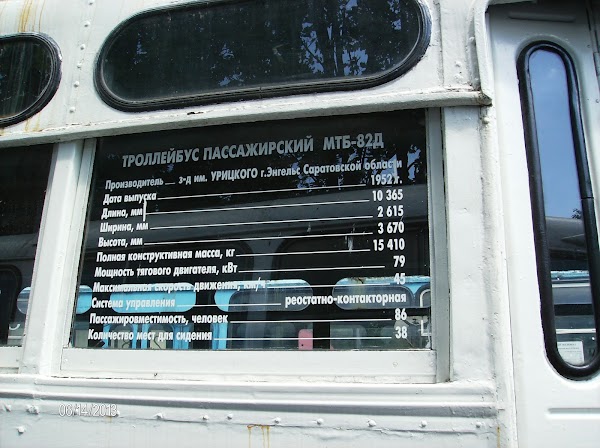 ТРОЛЛЕЙБУС ПАССАЖИРСКИЙ МТБ-82Д
Производитель з-д им. УРИЦКОГО г.Энгельс Саратовской области
Дата выпуска 1952 г.
Длина, мм 10 365
Ширина, мм 2 615
Высота, мм 3 670
Полная конструктивная масса, кг 15 410
Мощность тягового двигателя, кВт 79
Максимальная скорость движения, км/ч 45
Система управления реостатно-контакторная
Пассажировместимость, человек 86
Количество мест для сидения 38
06/14/2013